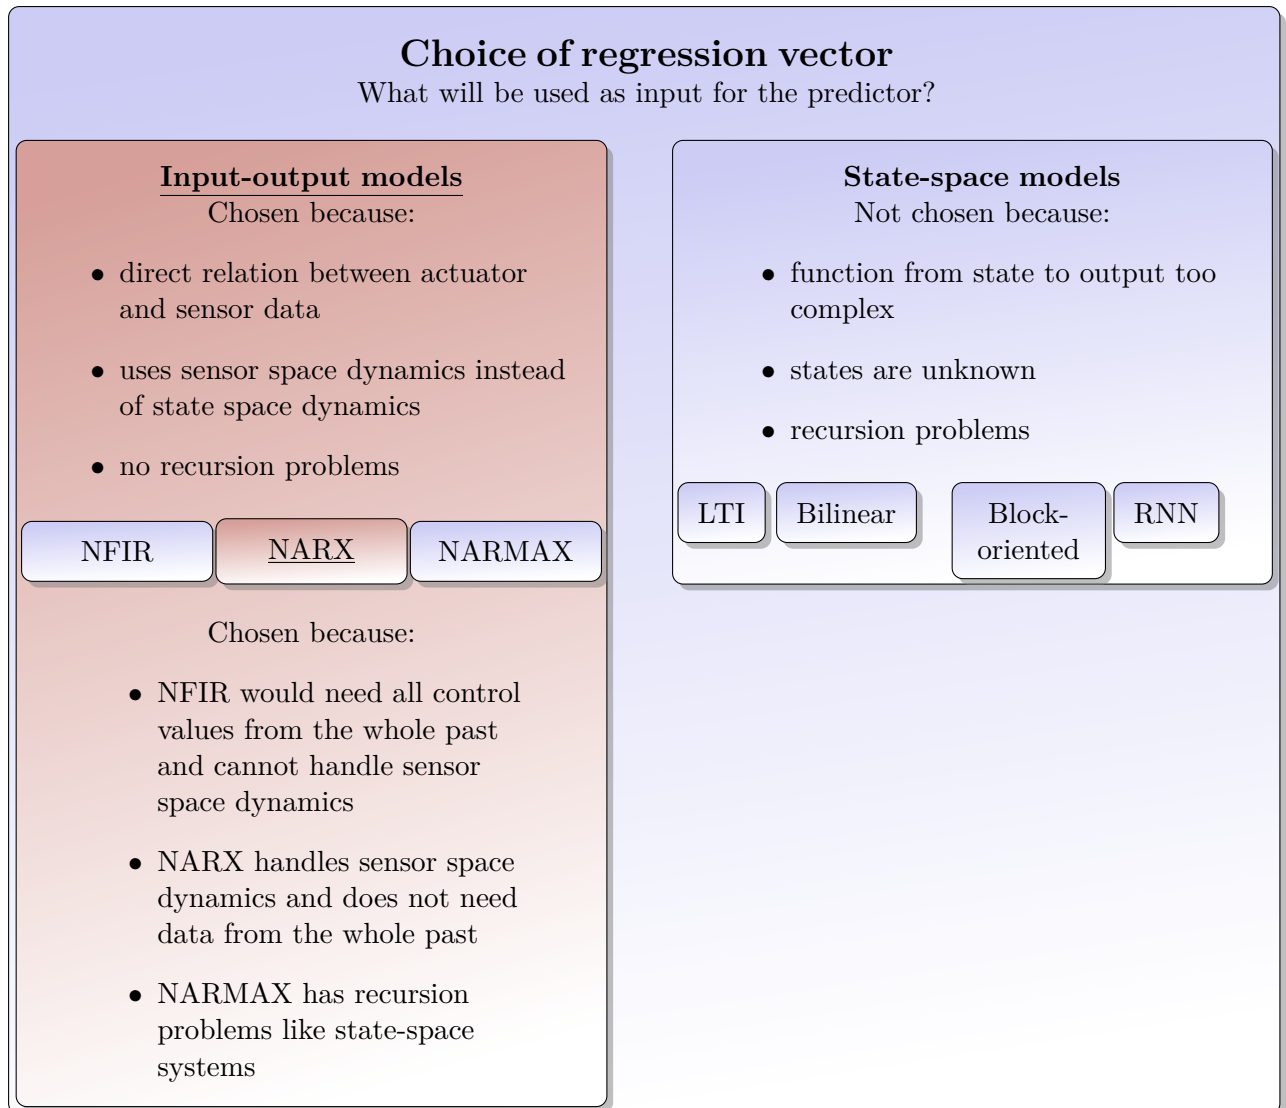 Choice of regression vector
What will be used as input for the predictor?
Input-output models
Chosen because:
• direct relation between actuator
and sensor data
• uses sensor space dynamics instead
of state space dynamics
• no recursion problems
NFIR
NARX
NARMAX
Chosen because:
• NFIR would need all control
values from the whole past
and cannot handle sensor
space dynamics
• NARX handles sensor space
dynamics and does not need
data from the whole past
• NARMAX has recursion
problems like state-space
systems
State-space models
Not chosen because:
• function from state to output too
complex
• states are unknown
• recursion problems
LTI
Bilinear
Block-
oriented
RNN